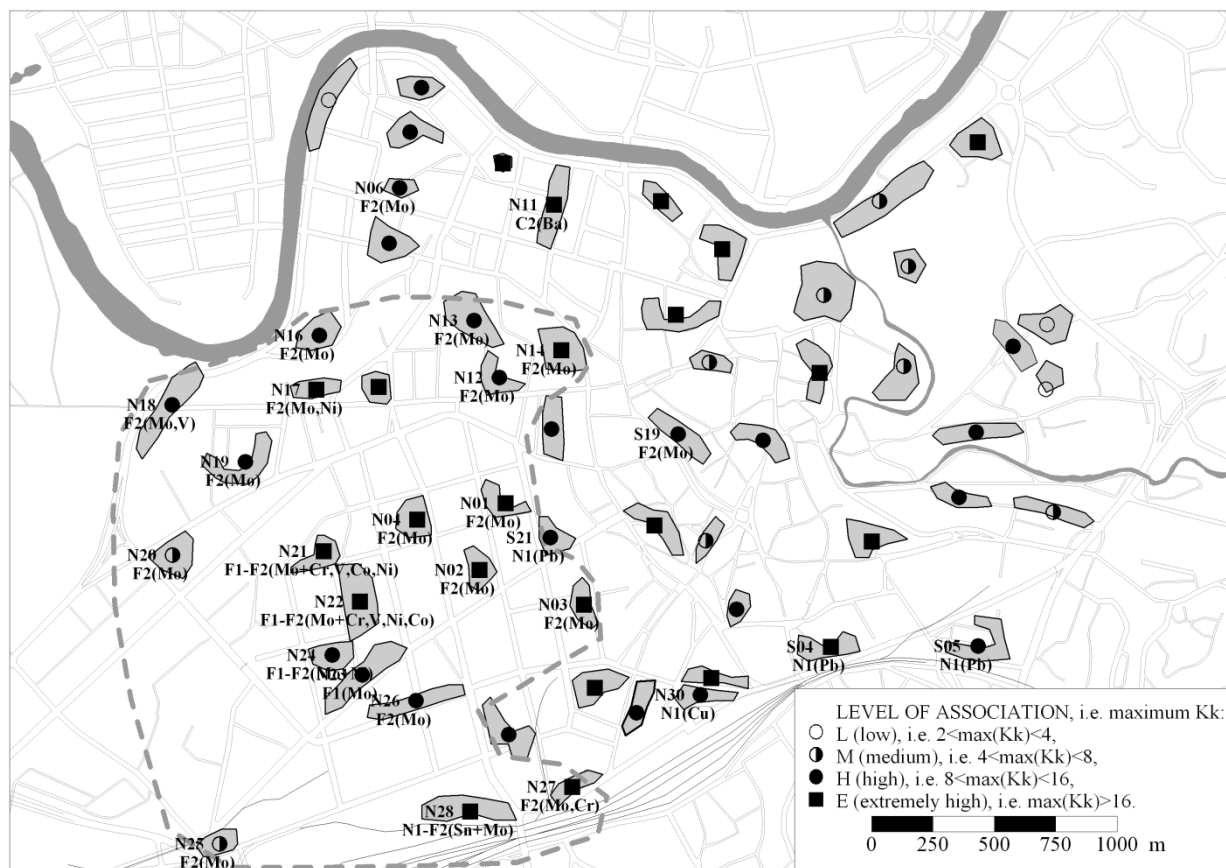 N06
F2(Mo)
N11
C2(Ba)
N13
F2(Mo)
N16
F2(Mo)
N14
F2(Mo)
N12
F2(Mo)
N17
F2(Mo,Ni)
N18
F2(Mo,V)
S19
F2(Mo)
N19
F2(Mo)
N01
F2(Mo)
N04
F2(Mo)
S21
N1(Pb)
N20
F2(Mo)
N21
F1-F2(Mo+Cr,V,Co,Ni)
N02
F2(Mo)
N22
F1-F2(Mo+Cr,V,Ni,Co)
N03
F2(Mo)
S04
N1(Pb)
S05
N1(Pb)
N24
N23
F1(Mo)
N26
F2(Mo)
N30
N1(Cu)
N27
F2(Mo,Cr)
N28
N1-F2(Sn+Mo)
N25
F2(Mo)
LEVEL OF ASSOCIATION, i.e. maximum Kk:
L (low), i.e. 2<max(Kk)<4,
M (medium), i.e. 4<max(Kk)<8,
H (high), i.e. 8<max(Kk)<16,
E (extremely high), i.e. max(Kk)>16.
0 250 500 750 1000 m